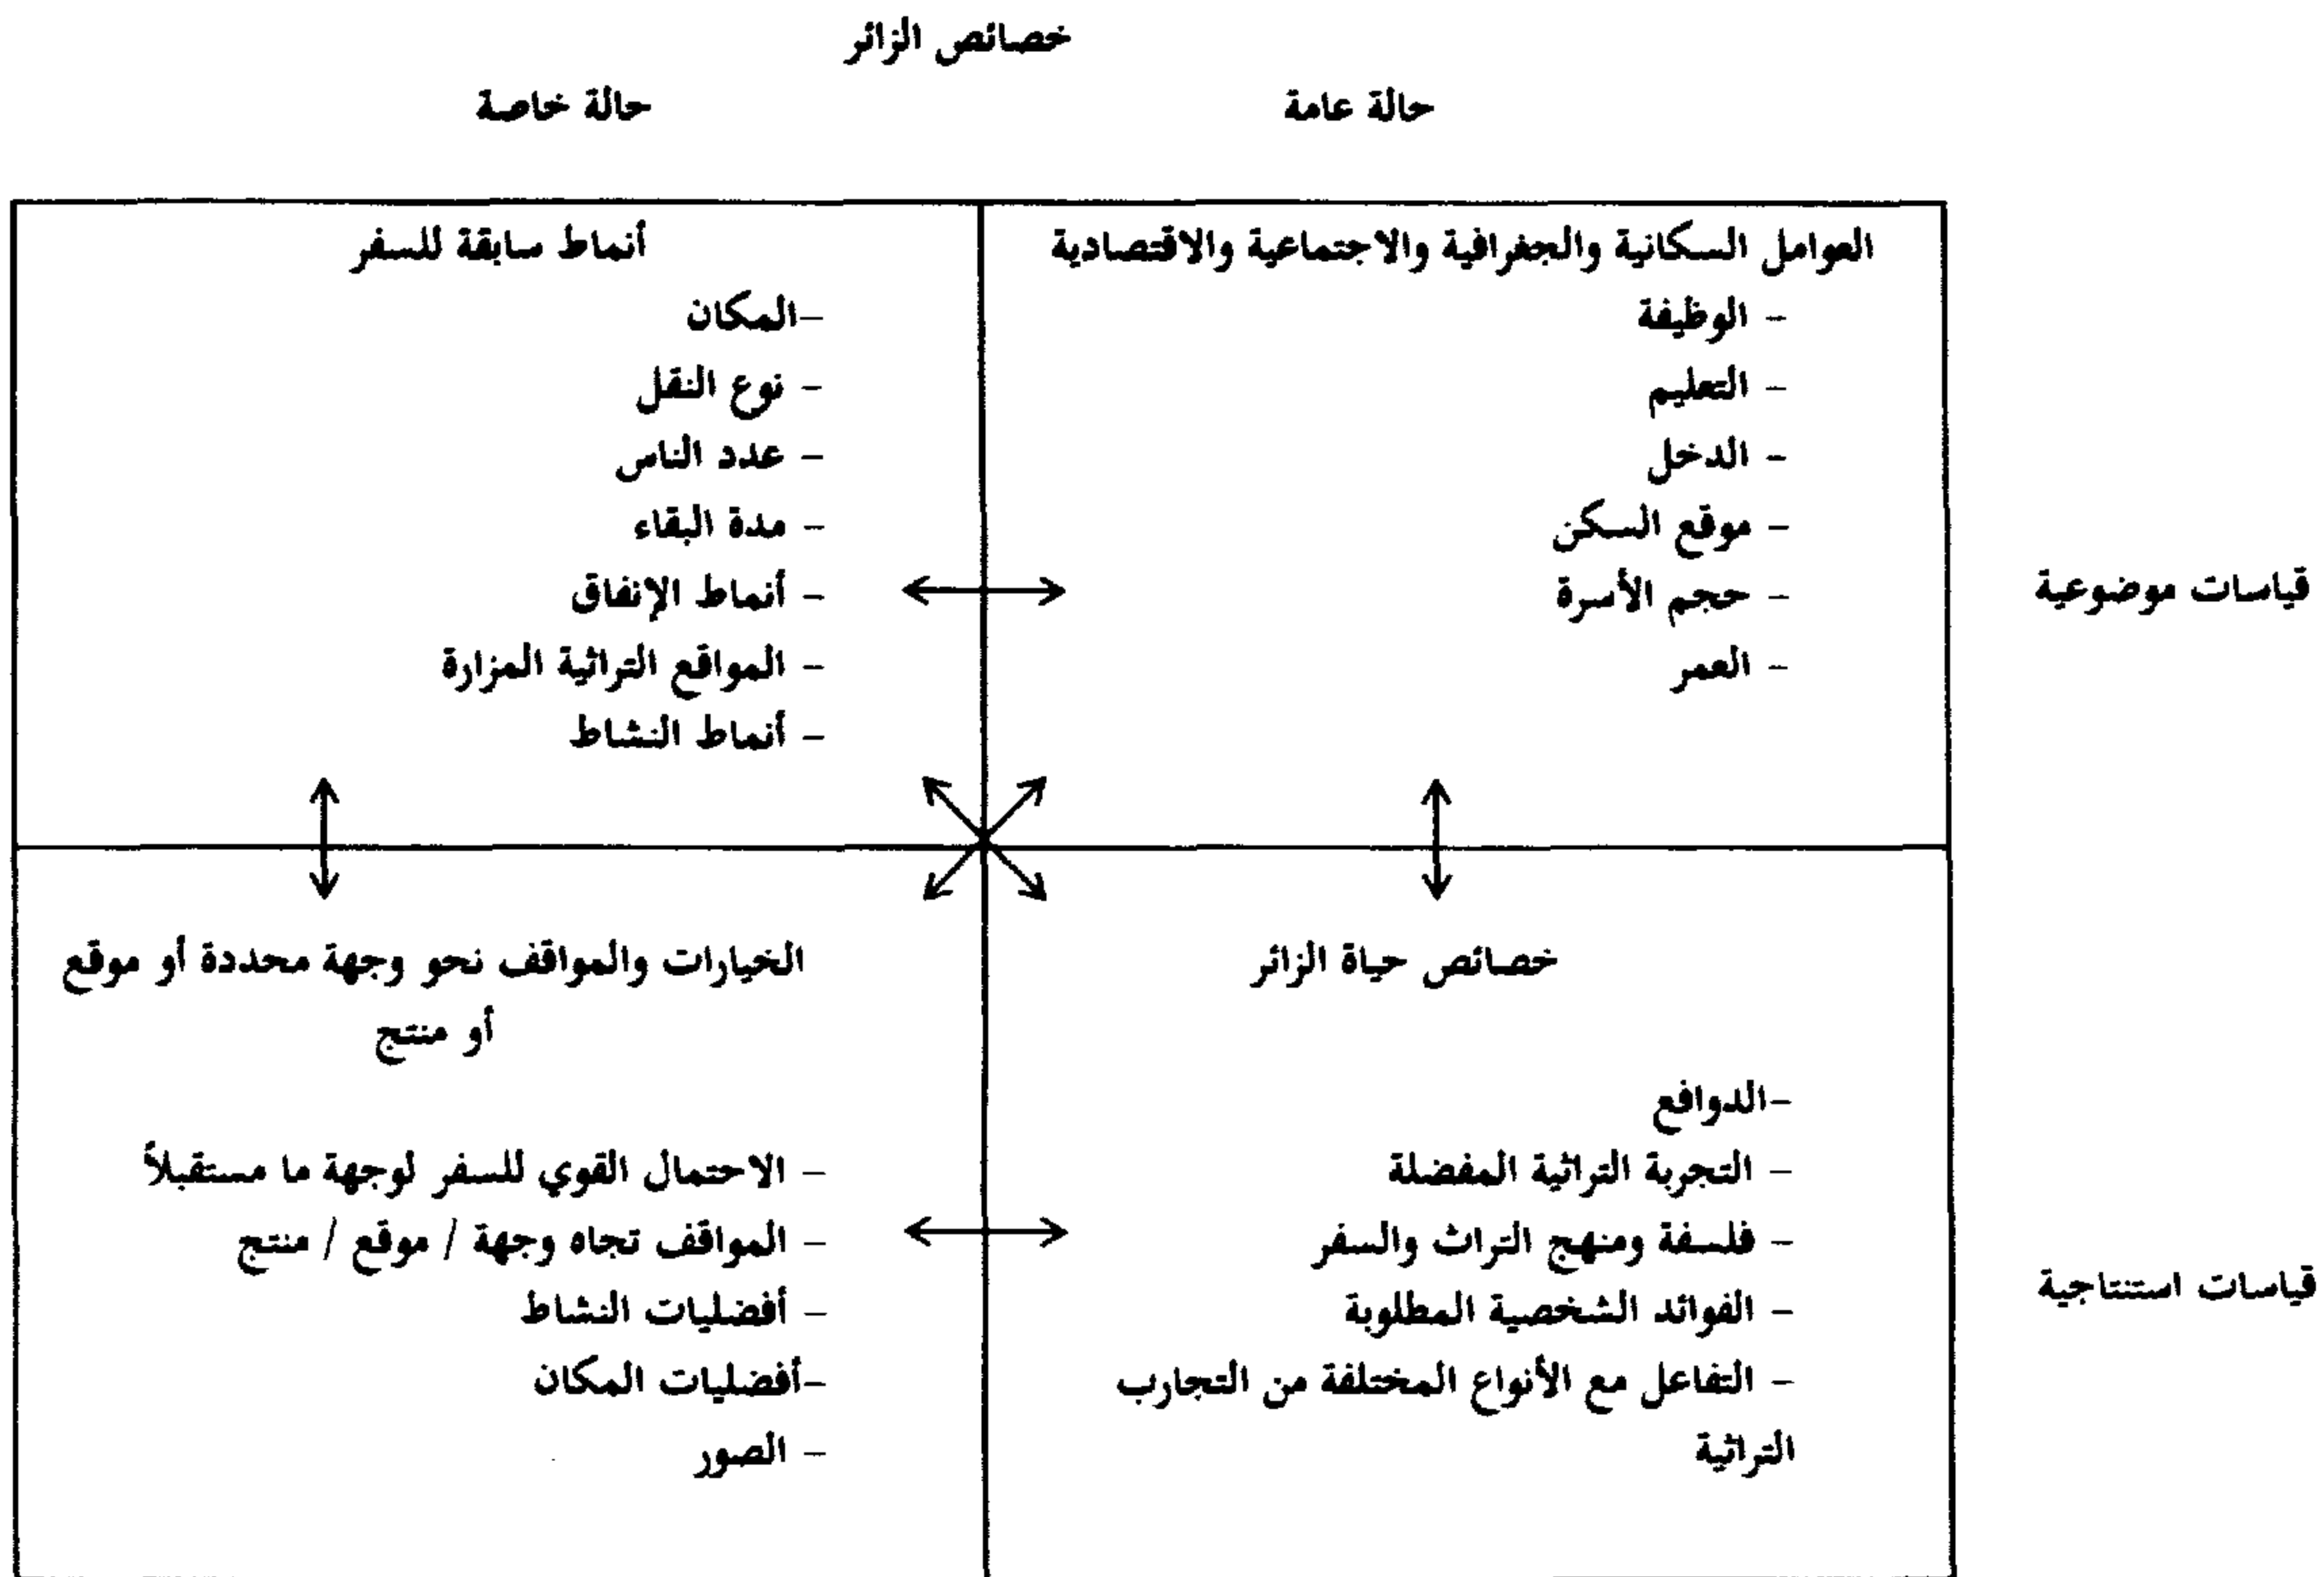 خصائص الزائر
حالة عامة
حالة خاصة
العوامل السكانية والجغرافية والاجتماعية والاقتصادية
- الوظيفة
- التعليم
- الدخل
- موقع السكن
- حجم الأسرة
- العمر
أنماط سابقة للسفر
-المكان
- نوع النقل
- عدد الناس
- مدة البقاء
- أنماط الإنفاق
- المواقع التراثية المزارة
- أنماط النشاط
قياسات موضوعية
خصائص حياة الزائر
-الدوافع
- التجربة التراثية المفضلة
- فلسفة ومنهج التراث والسفر
- الفوائد الشخصية المطلوبة
- التفاعل مع الأنواع المختلفة من التجارب
التراثية
الخيارات والمواقف نحو وجهة محددة أو موقع
أو منتج
- الاحتمال القوي للسفر لوجهة ما مستقبلاً
- المواقف تجاه وجهة / موقع / منتج
- أفضليات النشاط
-أفضليات المكان
- الصور
قياسات استنتاجية